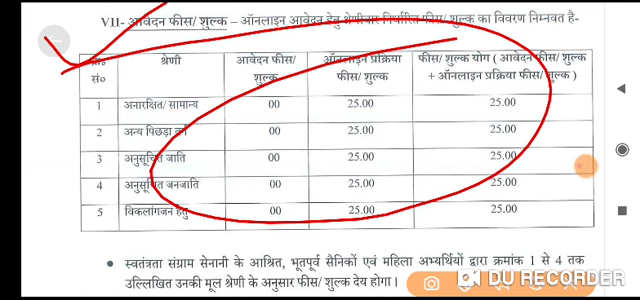 VII- आवेदन फीस/ शुल्क – ऑनलाइन आवेदन हेतु श्रेणीवार निर्धारित फीस/ शुल्क का विवरण निम्नवत है-
क्र० सं० श्रेणी आवेदन फीस/ शुल्क ऑनलाइन प्रक्रिया फीस/ शुल्क फीस/ शुल्क योग ( आवेदन फीस/ शुल्क + ऑनलाइन प्रक्रिया फीस/ शुल्क )
1 अनारक्षित/ सामान्य 00 25.00 25.00
2 अन्य पिछड़ा वर्ग 00 25.00 25.00
3 अनुसूचित जाति 00 25.00 25.00
4 अनुसूचित जनजाति 00 25.00 25.00
5 विकलांगजन हेतु 00 25.00 25.00
• स्वतंत्रता संग्राम सेनानी के आश्रित, भूतपूर्व सैनिकों एवं महिला अभ्यर्थियों द्वारा क्रमांक 1 से 4 तक
उल्लिखित उनकी मूल श्रेणी के अनुसार फीस/ शुल्क देय होगा।
DU RECORDER